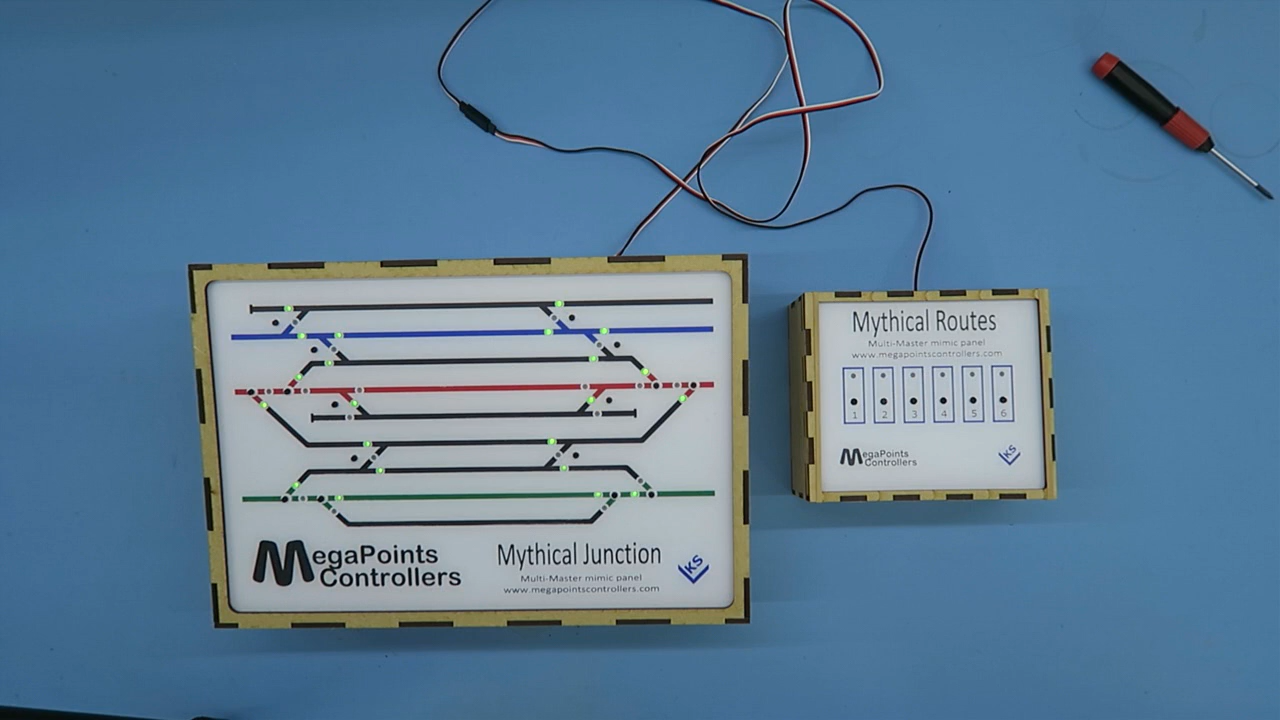 MegaPoints
Controllers
Mythical Junction
Multi-Master mimic panel
www.megapointscontrollers.com
KS
Mythical Routes
Multi-Master mimic panel
www.megapointscontrollers.com
1 2 3 4 5 6
MegaPoints
Controllers
KS